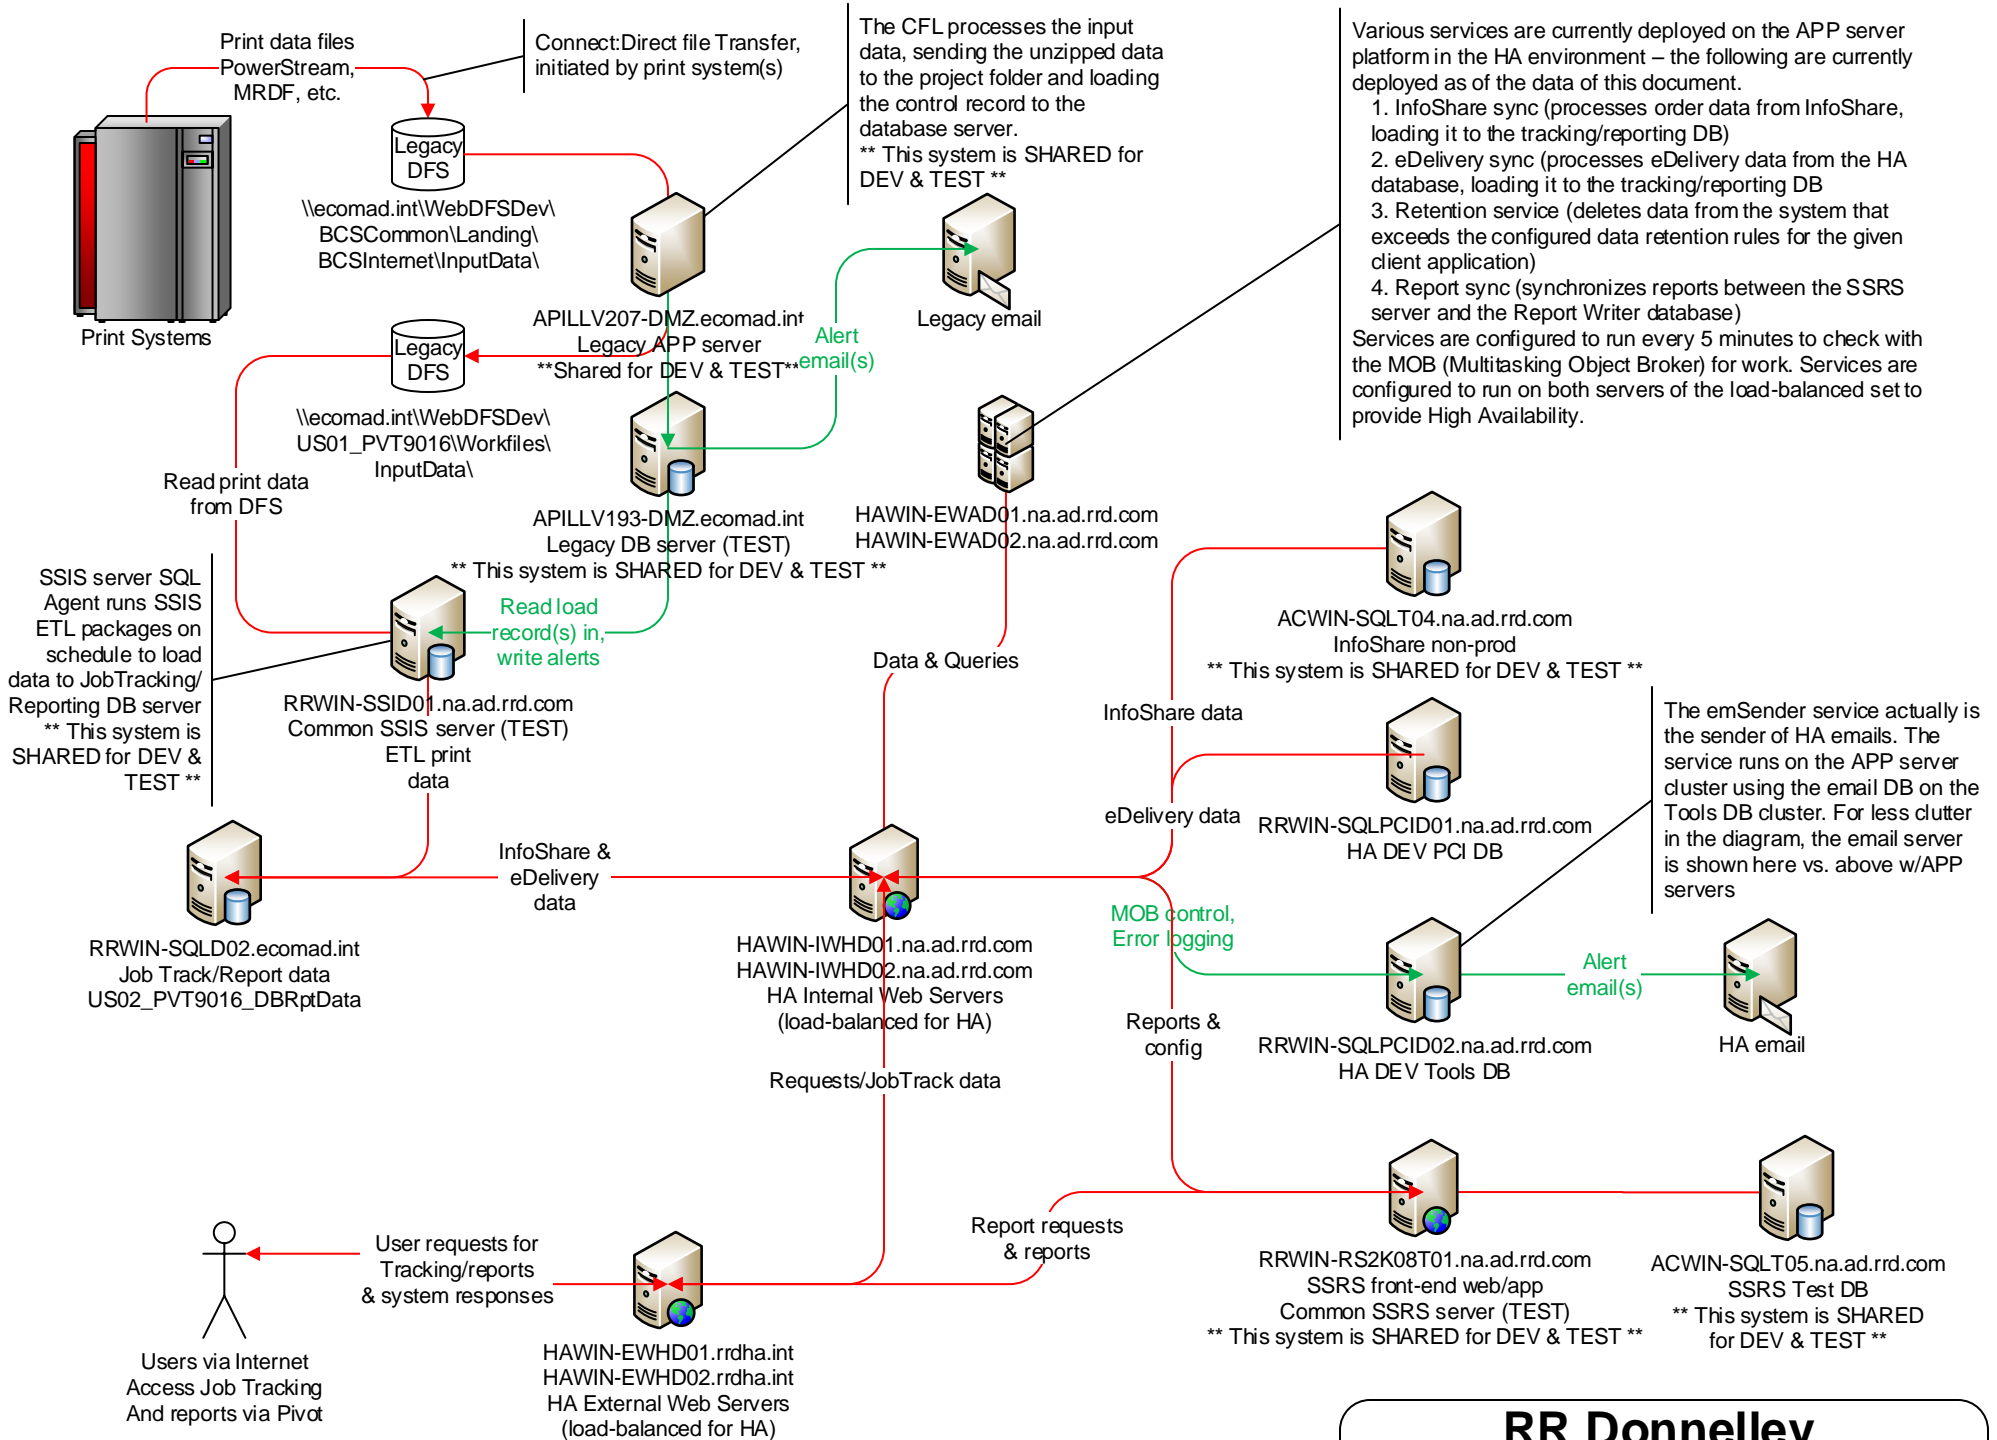 Print data files
PowerStream,
MRDF, etc.
Connect:Direct file Transfer,
initiated by print system(s)
The CFL processes the input
data, sending the unzipped data
to the project folder and loading
the control record to the
database server.
** This system is SHARED for
DEV & TEST **
Various services are currently deployed on the APP server
platform in the HA environment – the following are currently
deployed as of the data of this document.
1. InfoShare sync (processes order data from InfoShare,
loading it to the tracking/reporting DB)
2. eDelivery sync (processes eDelivery data from the HA
database, loading it to the tracking/reporting DB
3. Retention service (deletes data from the system that
exceeds the configured data retention rules for the given
client application)
4. Report sync (synchronizes reports between the SSRS
server and the Report Writer database)
Services are configured to run every 5 minutes to check with
the MOB (Multitasking Object Broker) for work. Services are
configured to run on both servers of the load-balanced set to
provide High Availability.
Legacy
DFS
\\ecomad.int\WebDFSDev\
BCSCommon\Landing\
BCSInternet\InputData\
Print Systems
APILLV207-DMZ.ecomad.int
Legacy APP server
**Shared for DEV & TEST**
Alert
email(s)
Legacy email
Legacy
DFS
\\ecomad.int\WebDFSDev\
US01_PVT9016\Workfiles\
InputData\
Read print data
from DFS
APILLV193-DMZ.ecomad.int
Legacy DB server (TEST)
** This system is SHARED for DEV & TEST **
HAWIN-EWAD01.na.ad.rrd.com
HAWIN-EWAD02.na.ad.rrd.com
SSIS server SQL
Agent runs SSIS
ETL packages on
schedule to load
data to JobTracking/
Reporting DB server
** This system is
SHARED for DEV &
TEST **
Read load
record(s) in,
write alerts
Data & Queries
ACWIN-SQLT04.na.ad.rrd.com
InfoShare non-prod
** This system is SHARED for DEV & TEST **
RRWIN-SSID01.na.ad.rrd.com
Common SSIS server (TEST)
ETL print
data
InfoShare data
The emSender service actually is
the sender of HA emails. The
service runs on the APP server
cluster using the email DB on the
Tools DB cluster. For less clutter
in the diagram, the email server
is shown here vs. above w/APP
servers
eDelivery data
RRWIN-SQLPCID01.na.ad.rrd.com
HA DEV PCI DB
InfoShare &
eDelivery
data
RRWIN-SQLD02.ecomad.int
Job Track/Report data
US02_PVT9016_DBRptData
HAWIN-IWHD01.na.ad.rrd.com
HAWIN-IWHD02.na.ad.rrd.com
HA Internal Web Servers
(load-balanced for HA)
MOB control,
Error logging
Alert
email(s)
Reports &
config
RRWIN-SQLPCID02.na.ad.rrd.com
HA DEV Tools DB
HA email
Requests/JobTrack data
Report requests
& reports
User requests for
Tracking/reports
& system responses
RRWIN-RS2K08T01.na.ad.rrd.com
SSRS front-end web/app
Common SSRS server (TEST)
** This system is SHARED for DEV & TEST **
ACWIN-SQLT05.na.ad.rrd.com
SSRS Test DB
** This system is SHARED
for DEV & TEST **
Users via Internet
Access Job Tracking
And reports via Pivot
HAWIN-EWHD01.rrdha.int
HAWIN-EWHD02.rrdha.int
HA External Web Servers
(load-balanced for HA)
RR Donnelley